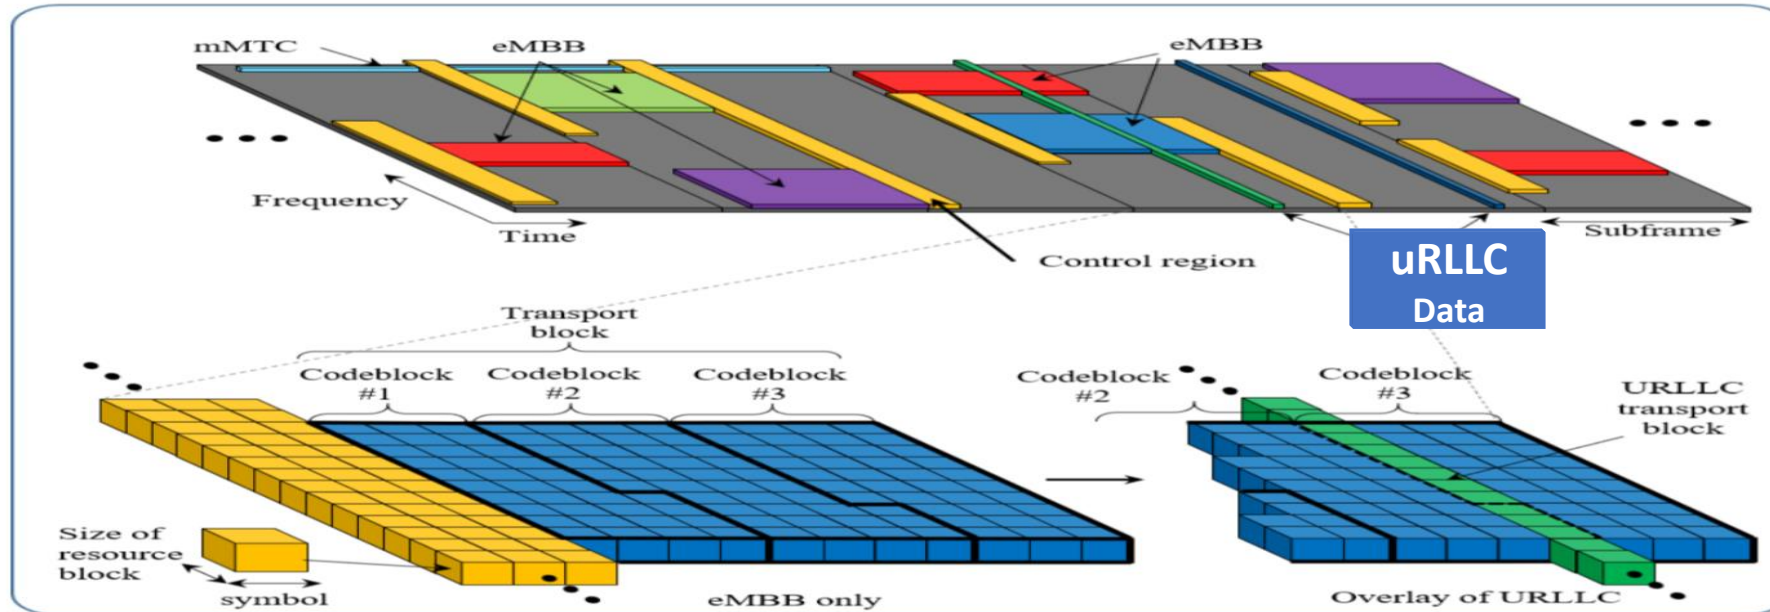 mMTC
eMBB
eMBB
Frequency
Time
Control region
uRLLC
Data
Subframe
Transport
block
Codeblock
#1
Codeblock
#2
Codeblock
#3
Codeblock
#2
Codeblock
#3
URLLC
transport
block
Size of
resource
block
symbol
eMBB only
Overlay of URLLC